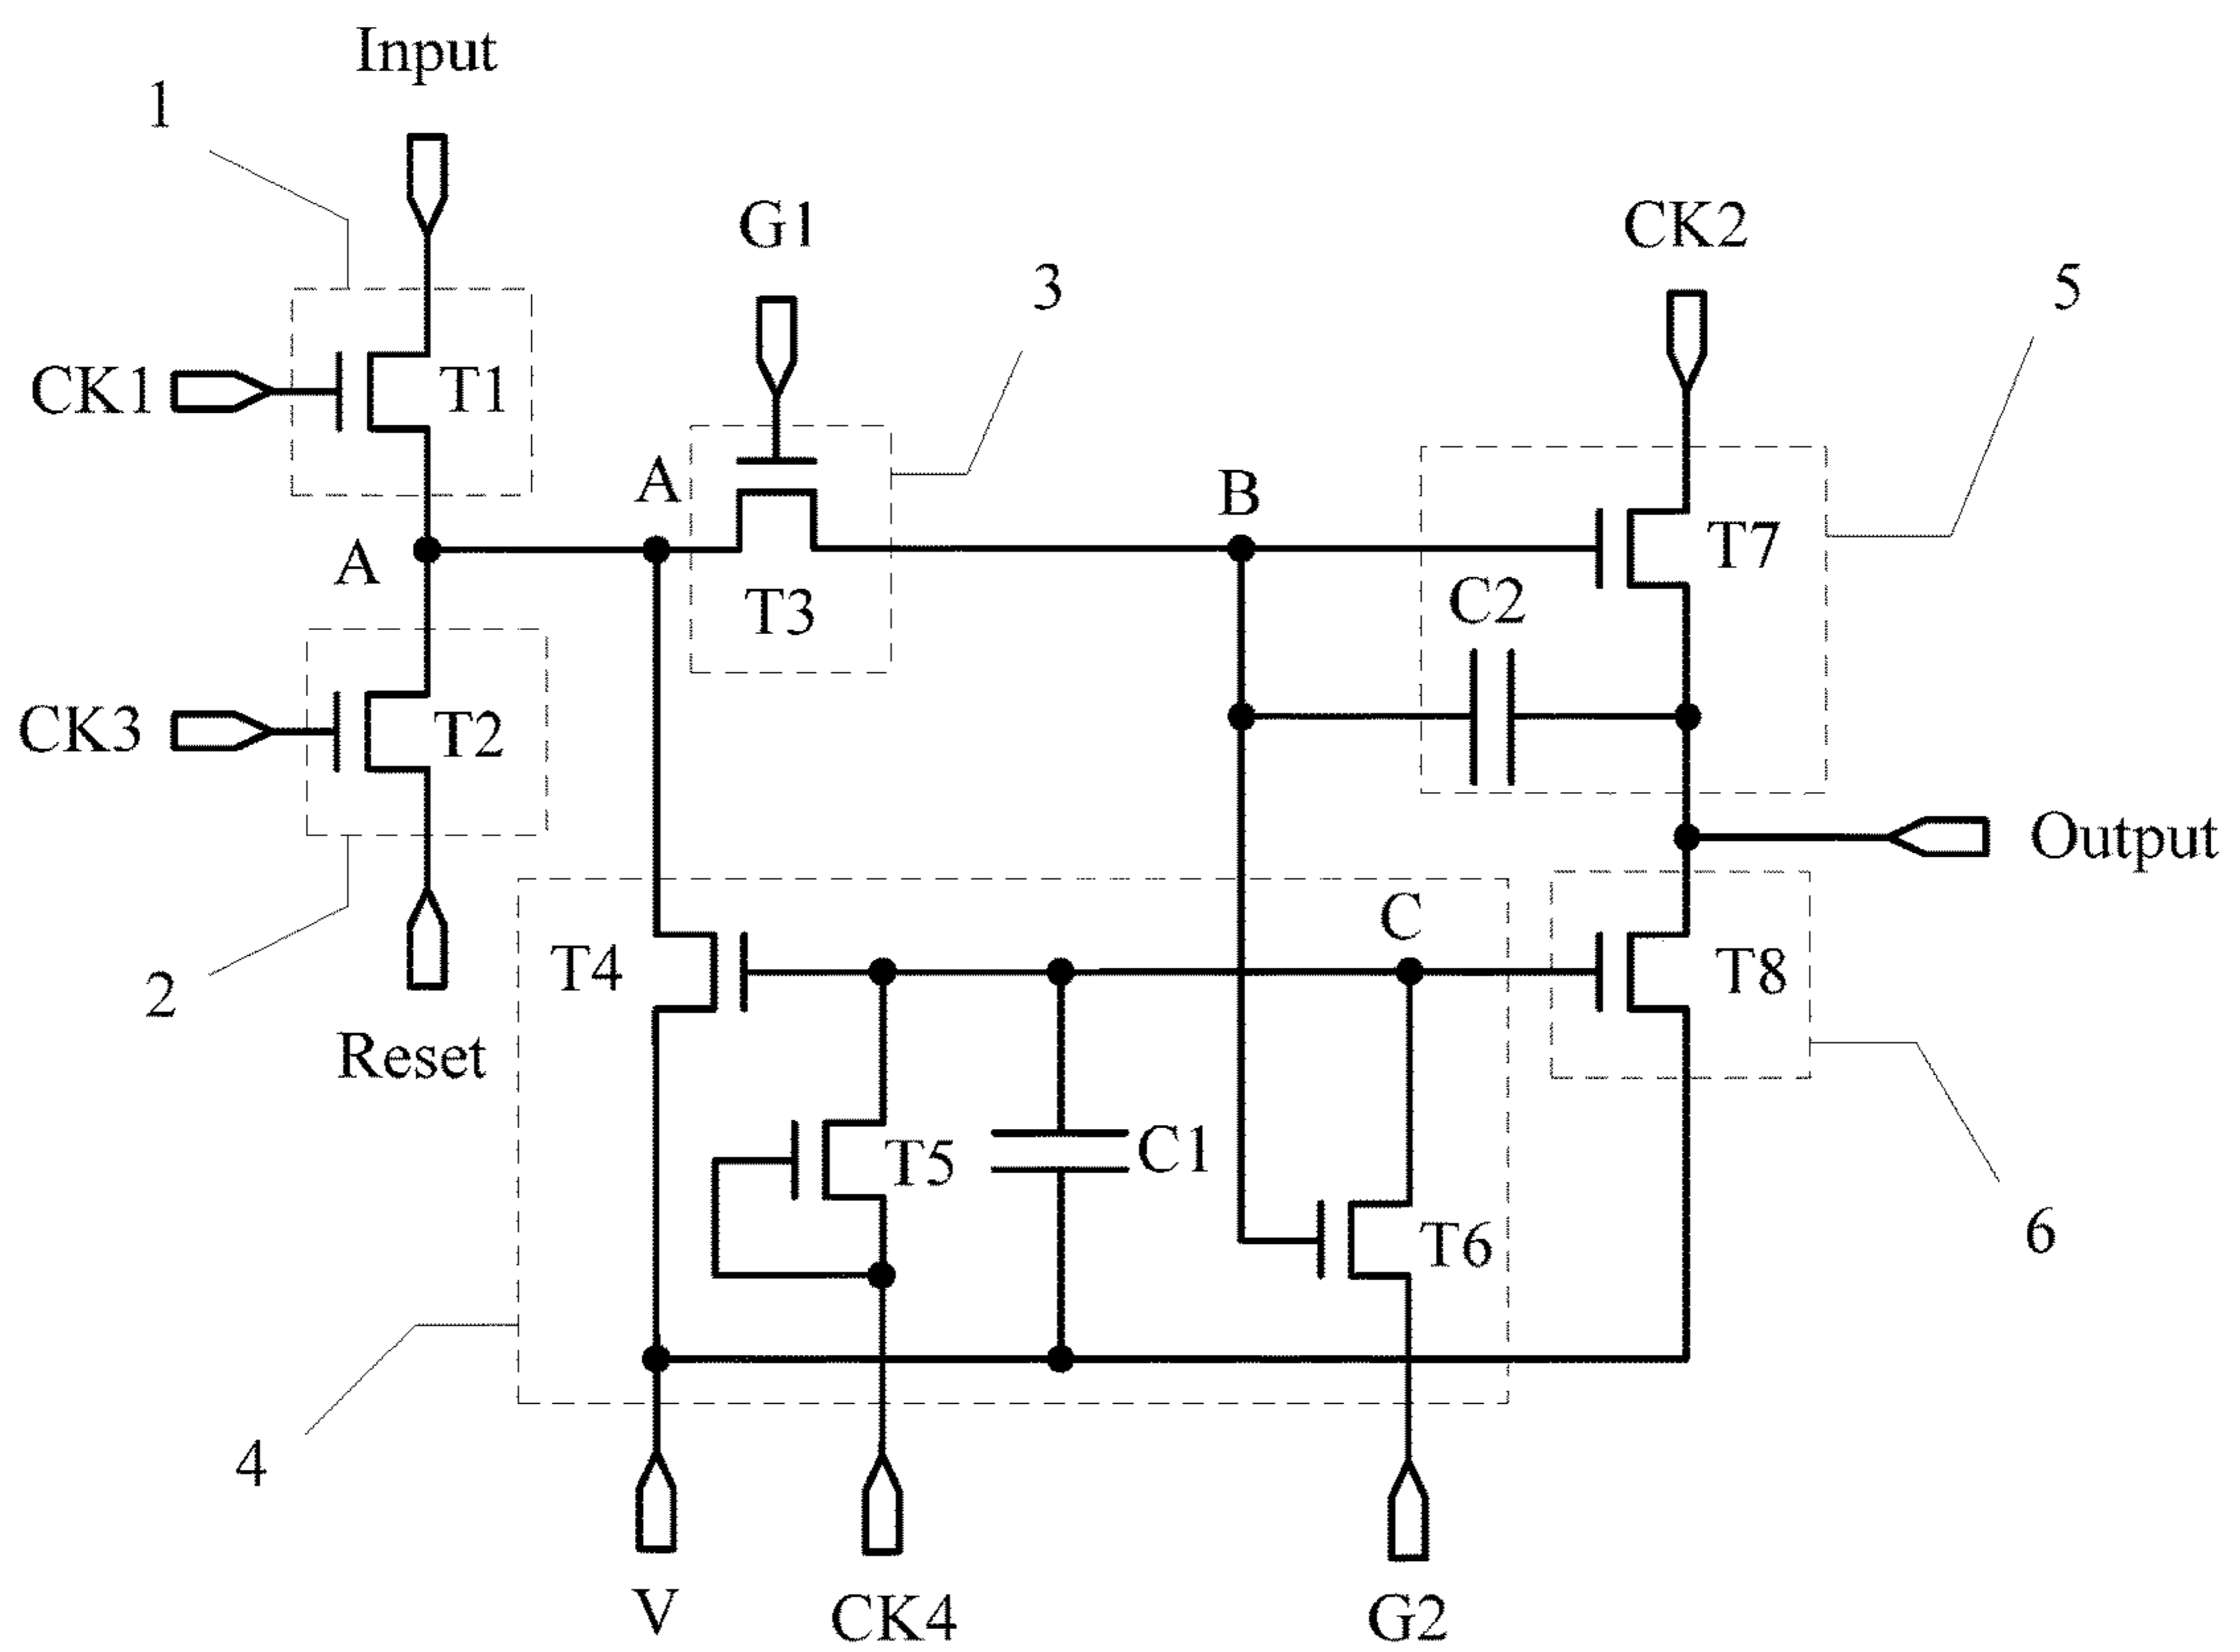 Input
1
G1
CK2
3
5
CK1
T1
A
B
T7
A
C2
T3
CK3
T2
Output
C
T4
T8
2
Reset
C1
T5
T6
6
4
V
CK4
G2